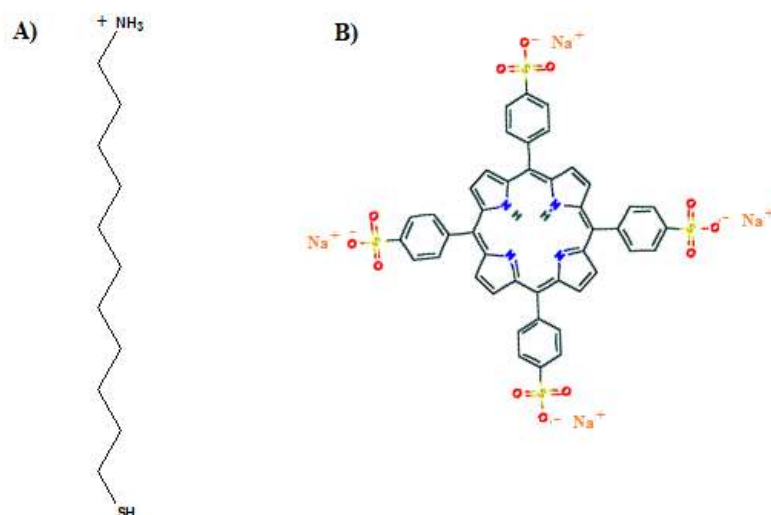 A)
+ NH3
SH
B)
O- Na+
O S O
Na+ -O S O
O
N N
H H
N N
O
S O- Na+
O
O S O
O- Na+